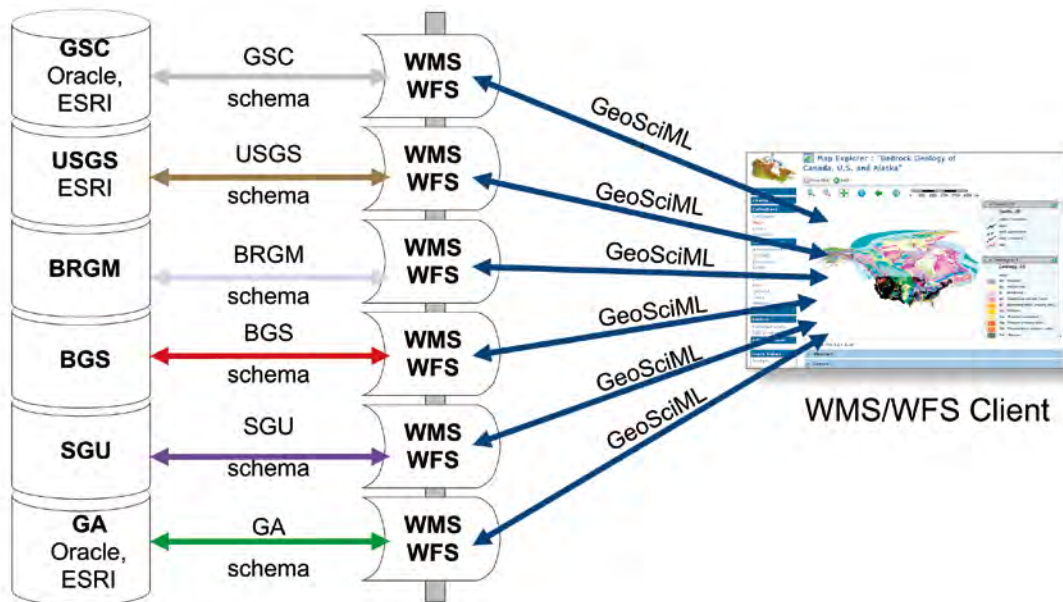 GSC
Oracle,
ESRI
GSC
schema
WMS
WFS
GeoSciML
USGS
ESRI
USGS
schema
WMS
WFS
GeoSciML
BRGM
BRGM
schema
WMS
WFS
GeoSciML
BGS
BGS
schema
WMS
WFS
GeoSciML
SGU
SGU
schema
WMS
WFS
GeoSciML
GA
Oracle,
ESRI
GA
schema
WMS
WFS
GeoSciML
Map Explorer : "Bedrock Geology of
Canada, U.S. and Alaska"
WMS/WFS Client